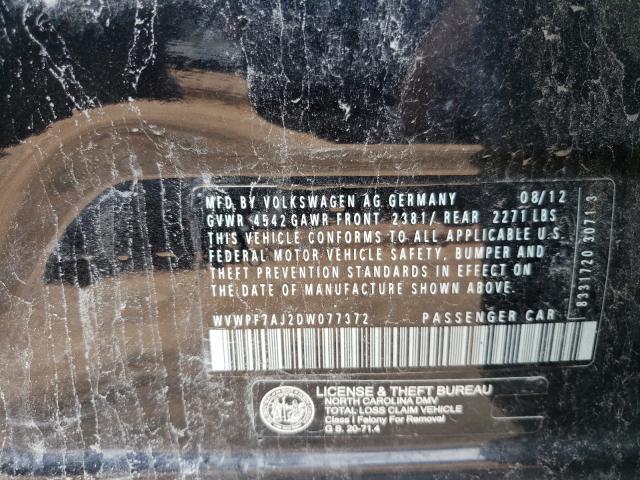 MFD BY VOLKSWAGEN AG GERMANY 08/12
GVWR 4542 GAWR FRONT 2381/ REAR 2271 LBS
THIS VEHICLE CONFORMS TO ALL APPLICABLE U.S.
FEDERAL MOTOR VEHICLE SAFETY, BUMPER AND
THEFT PREVENTION STANDARDS IN EFFECT ON
THE DATE OF MANUFACTURE SHOWN ABOVE.
WVWPF7AJ2DW077372 PASSENGER CAR
B331720 3071 3
LICENSE & THEFT BUREAU
NORTH CAROLINA DMV
TOTAL LOSS CLAIM VEHICLE
Class I Felony For Removal
G S. 20-71.4